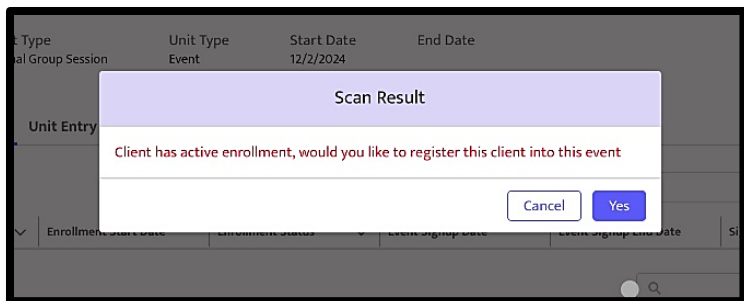 t Type Unit Type Start Date End Date
al Group Session Event 12/2/2024
Scan Result
Unit Entry
Client has active enrollment, would you like to register this client into this event
Cancel Yes
Enrollment Start Date Enrollment Status Event Signup Date Event Signup End Date Si